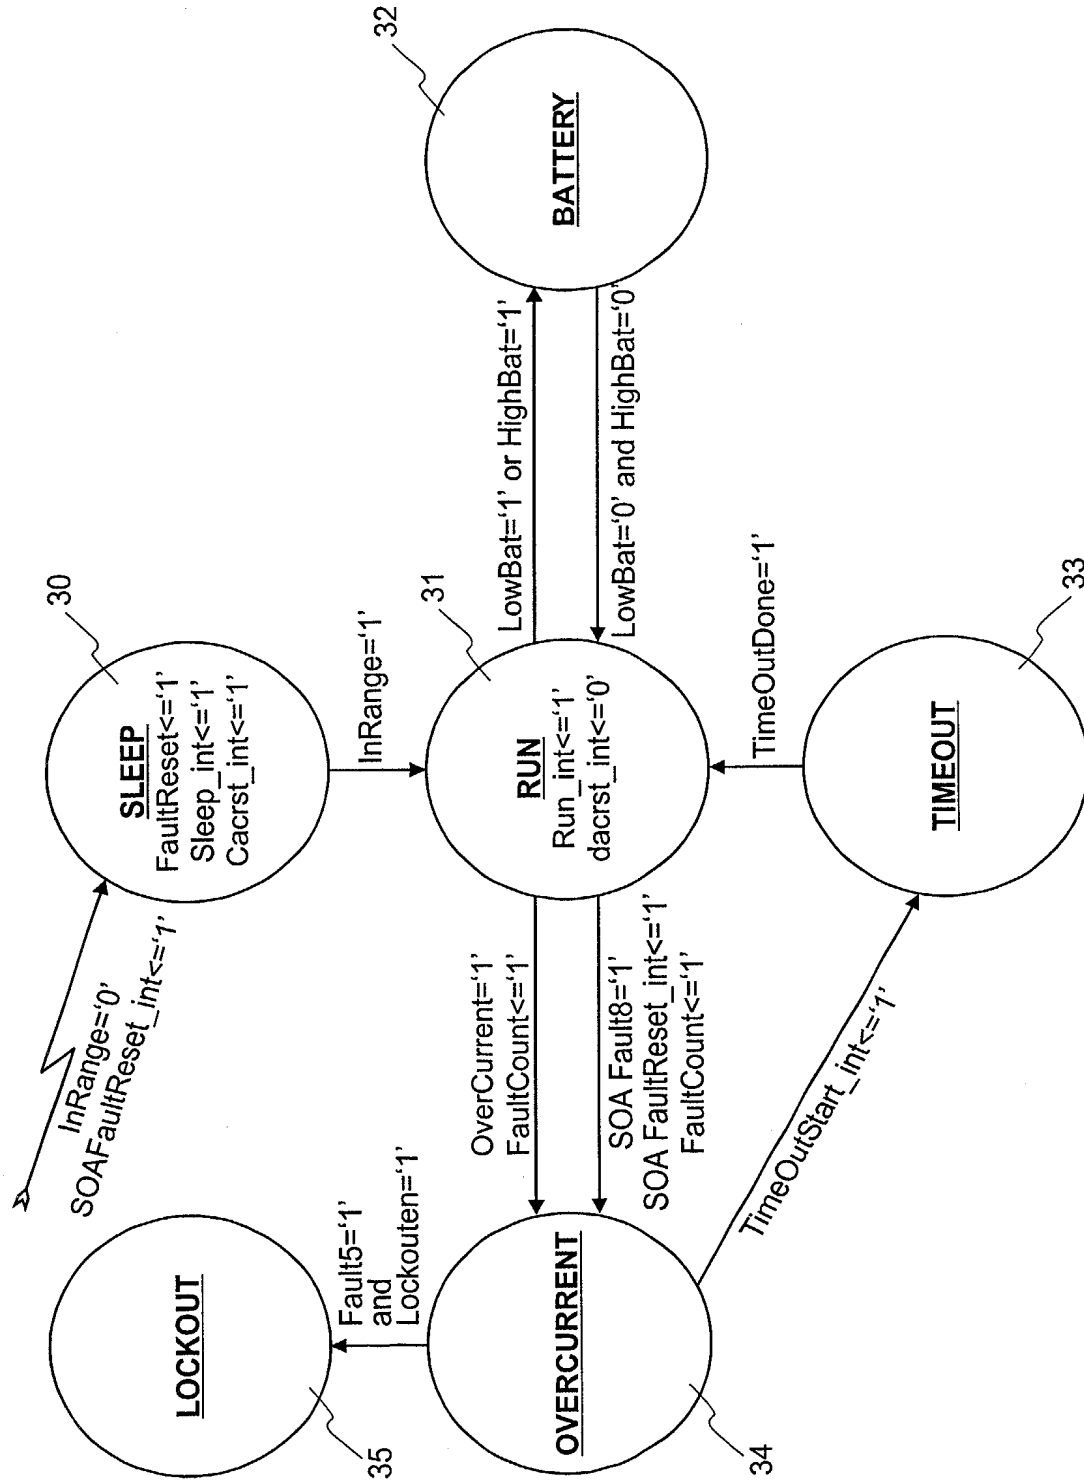 InRange=‘0’
SOAFaultReset_int<=‘1’
30
SLEEP
FaultReset<=‘1’
Sleep_int<=‘1’
Cacrst_int<=‘1’
LOCKOUT
35
Fault5=‘1’
and
Lockouten=‘1’
InRange=‘1’
31
RUN
Run_int<=‘1’
dacrst_int<=‘0’
32
BATTERY
LowBat=‘1’ or HighBat=‘1’
LowBat=‘0’ and HighBat=‘0’
OverCurrent=‘1’
FaultCount<=‘1’
SOA Fault8=‘1’
SOA FaultReset_int<=‘1’
FaultCount<=‘1’
OVERCURRENT
34
TimeOutStart_int<=‘1’
TimeOutDone=‘1’
TIMEOUT
33